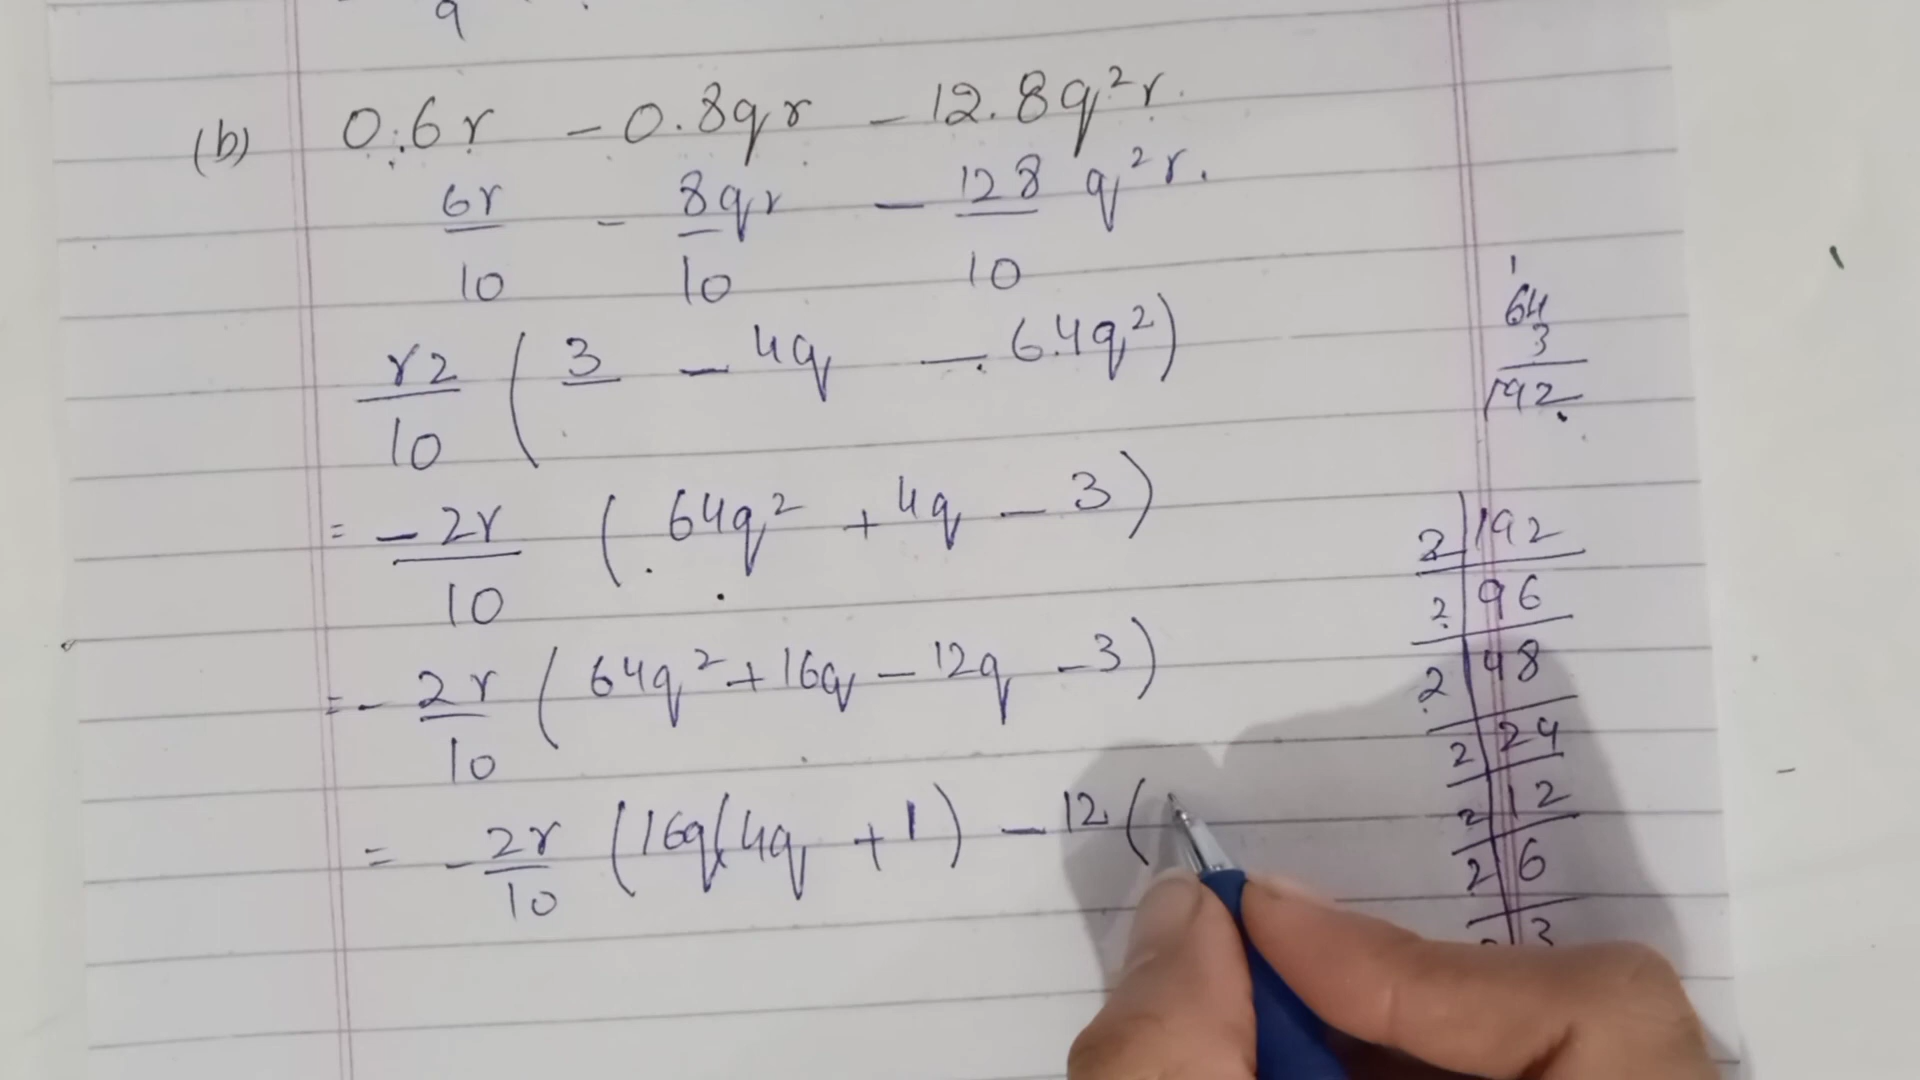 q
(b) 0.6r - 0.8qr - 12.8q²r.
6r/10 - 8qr/10 - 128/10 q²r.
r2/10 ( 3 - 4q - 64q²)
= -2r/10 ( 64q² + 4q - 3)
= - 2r/10 ( 64q² + 16q - 12q - 3)
= - 2r/10 (16q(4q + 1) - 12 (
1
64
3
192
2 | 192
2 | 96
2 | 48
2 | 24
2 | 12
2 | 6
3